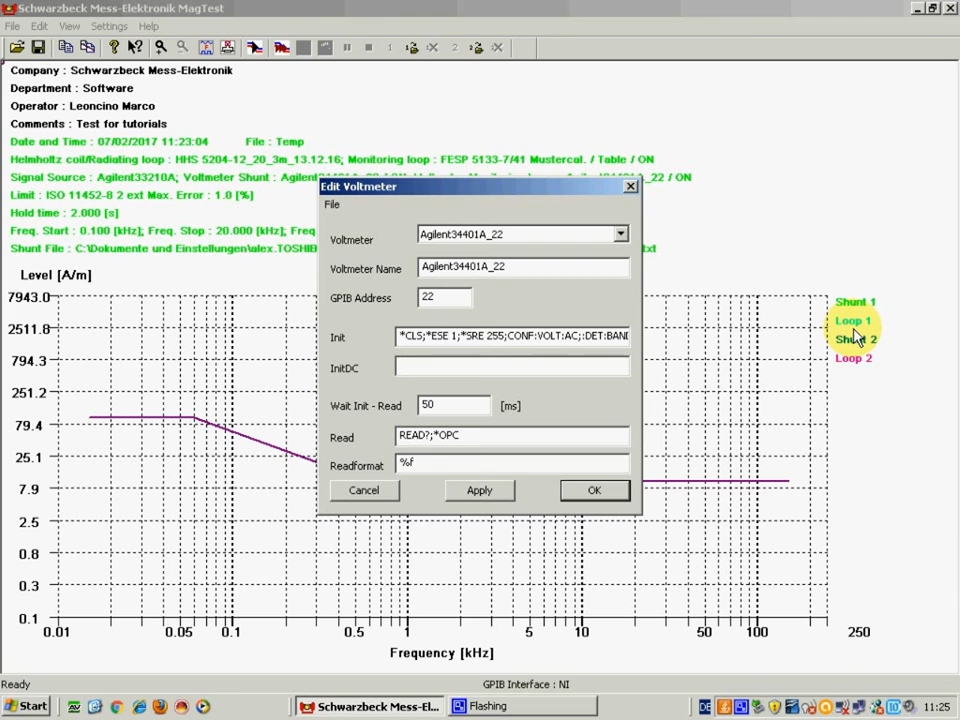 Schwarzbeck Mess-Elektronik MagTest
File Edit View Settings Help
1 2
Company : Schwarzbeck Mess-Elektronik
Department : Software
Operator : Leoncino Marco
Comments : Test for tutorials
Date and Time : 07/02/2017 11:23:04 File : Temp
Helmholtz coil/Radiating loop : HHS 5204-12_20_3m_13.12.16; Monitoring loop : FESP 5133-7/41 Mustercal. / Table / ON
Signal Source : Agilent33210A; Voltmeter Shunt : Agilent _22 / ON
Limit : ISO 11452-8 2 ext Max. Error : 1.0 [%]
Hold time : 2.000 [s]
Freq. Start : 0.100 [kHz] Freq. Stop : 20.000 [kHz]
Shunt File : C:\Dokumente und Einstellungen\alex.TOSHIB xt
Edit Voltmeter
File
Voltmeter Agilent34401A_22
Voltmeter Name Agilent34401A_22
GPIB Address 22
Init *CLS;*ESE 1;*SRE 255;CONF:VOLT:AC;:DET:BAND
InitDC
Wait Init - Read 50 [ms]
Read READ?;*OPC
Readformat %f
Cancel Apply OK
Level [A/m]
7943.0
2511.8
794.3
251.2
79.4
25.1
7.9
2.5
0.8
0.3
0.1
0.01 0.05 0.1 0.5 1 5 10 50 100 250
Frequency [kHz]
Shunt 1
Loop 1
Shunt 2
Loop 2
Ready GPIB Interface : NI
Start Schwarzbeck Mess-El... Flashing DE 11:25